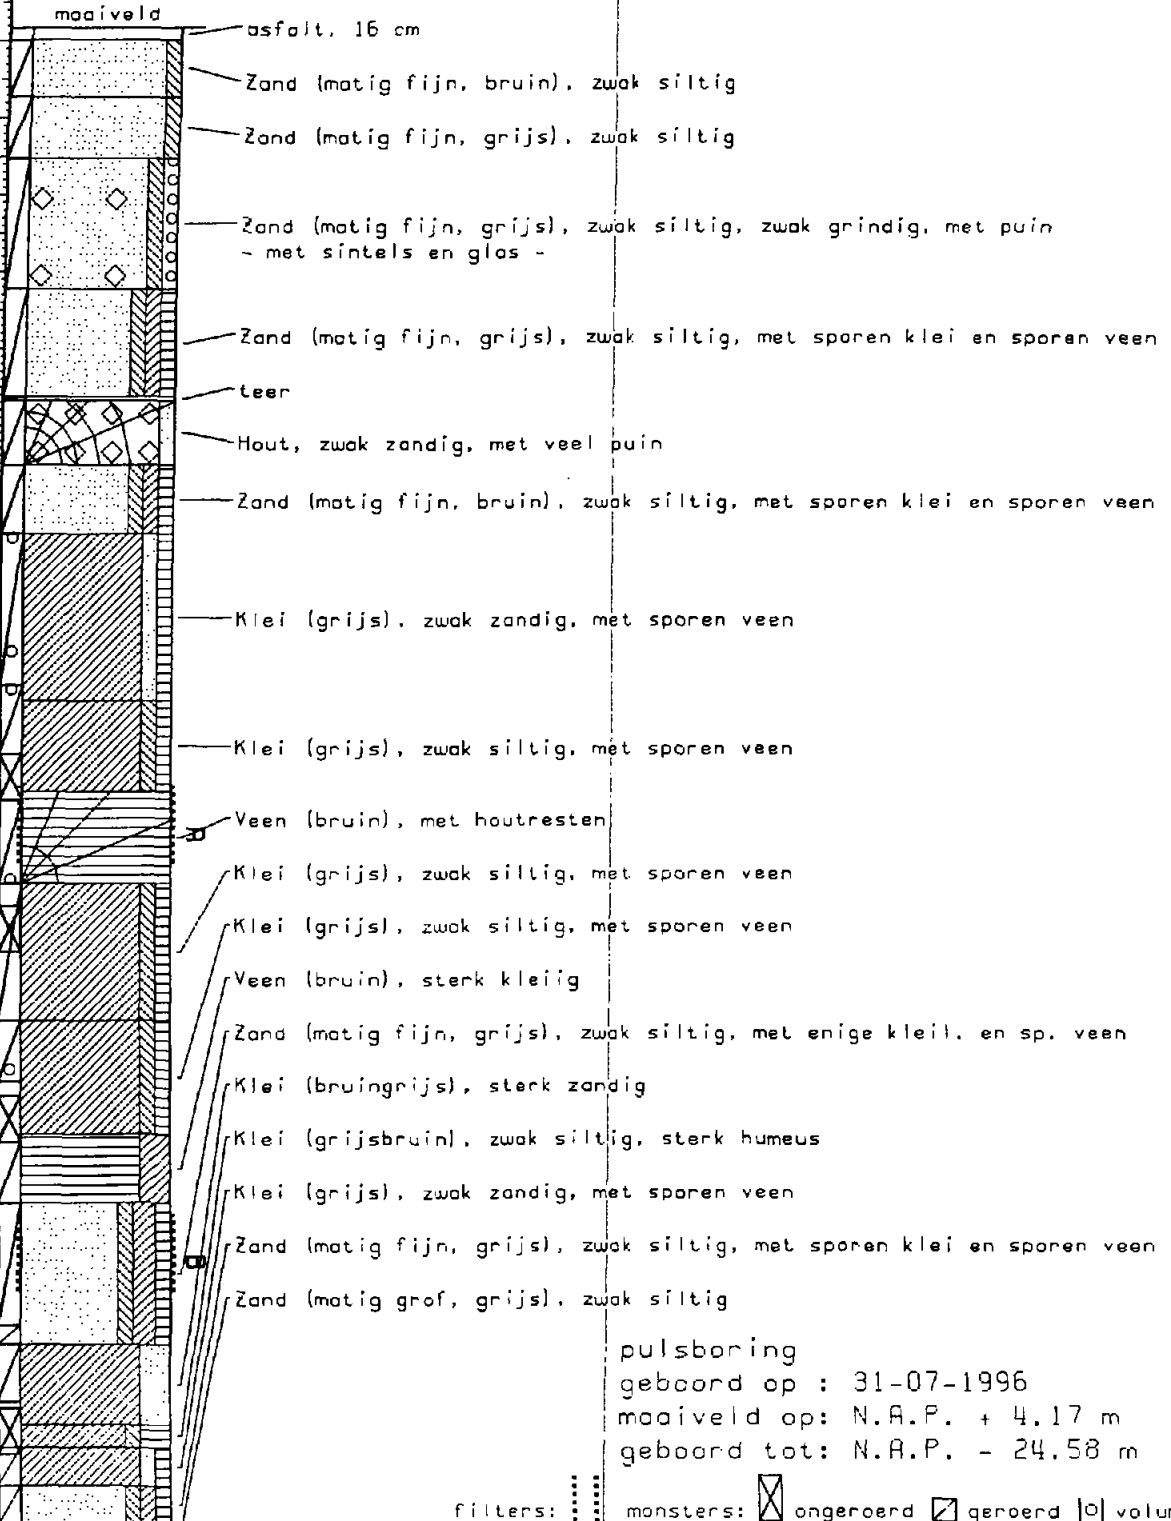 maaiveld
asfalt, 16 cm
Zand (matig fijn, bruin), zwak siltig
Zand (matig fijn, grijs), zwak siltig
Zand (matig fijn, grijs), zwak siltig, zwak grindig, met puin
- met sintels en glas -
Zand (matig fijn, grijs), zwak siltig, met sporen klei en sporen veen
teer
Hout, zwak zandig, met veel puin
Zand (matig fijn, bruin), zwak siltig, met sporen klei en sporen veen
Klei (grijs), zwak zandig, met sporen veen
Klei (grijs), zwak siltig, met sporen veen
Veen (bruin), met houtresten
Klei (grijs), zwak siltig, met sporen veen
Klei (grijs), zwak siltig, met sporen veen
Veen (bruin), sterk kleiig
Zand (matig fijn, grijs), zwak siltig, met enige kleil. en sp. veen
Klei (bruingrijs), sterk zandig
Klei (grijsbruin), zwak siltig, sterk humeus
Klei (grijs), zwak zandig, met sporen veen
Zand (matig fijn, grijs), zwak siltig, met sporen klei en sporen veen
Zand (matig grof, grijs), zwak siltig
pulsboring
geboord op : 31-07-1996
maaiveld op: N.A.P. + 4.17 m
geboord tot: N.A.P. - 24.58 m
filters: monsters: ongeroerd geroerd